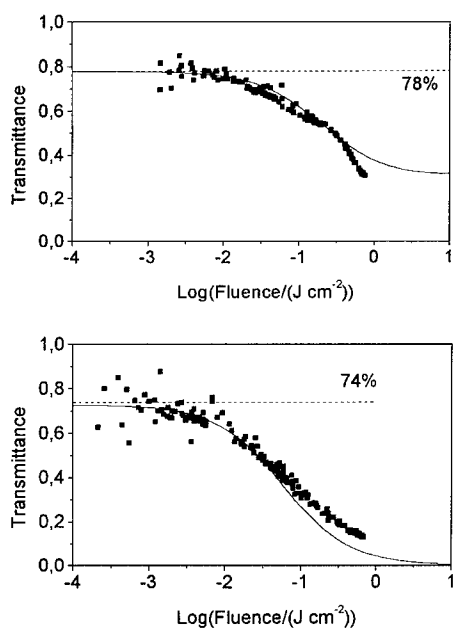 1,0
0,8
0,6
0,4
0,2
0,0
Transmittance
78%
-4 -3 -2 -1 0 1
Log(Fluence/(J cm-2))
1,0
0,8
0,6
0,4
0,2
0,0
Transmittance
74%
-4 -3 -2 -1 0 1
Log(Fluence/(J cm-2))